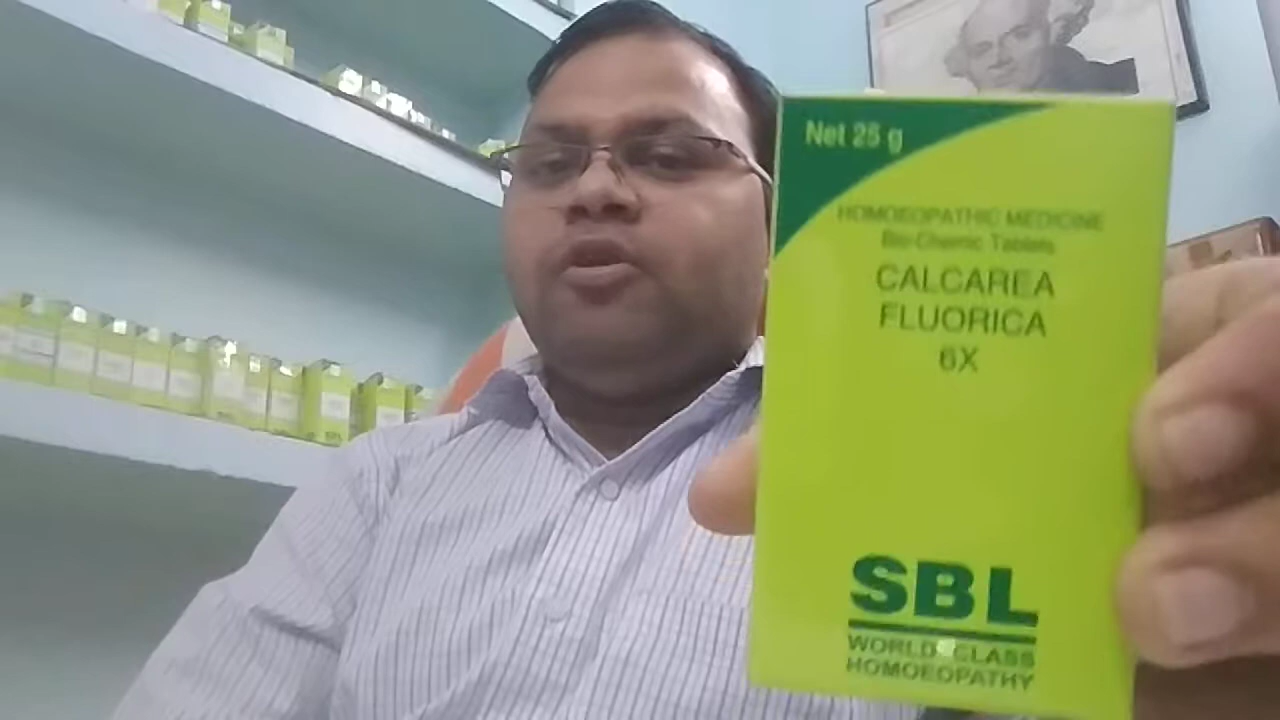 Net 25 g
HOMOEOPATHIC MEDICINE
Bio-Chemic Tablets
CALCAREA
FLUORICA
6X
SBL
WORLD CLASS
HOMOEOPATHY